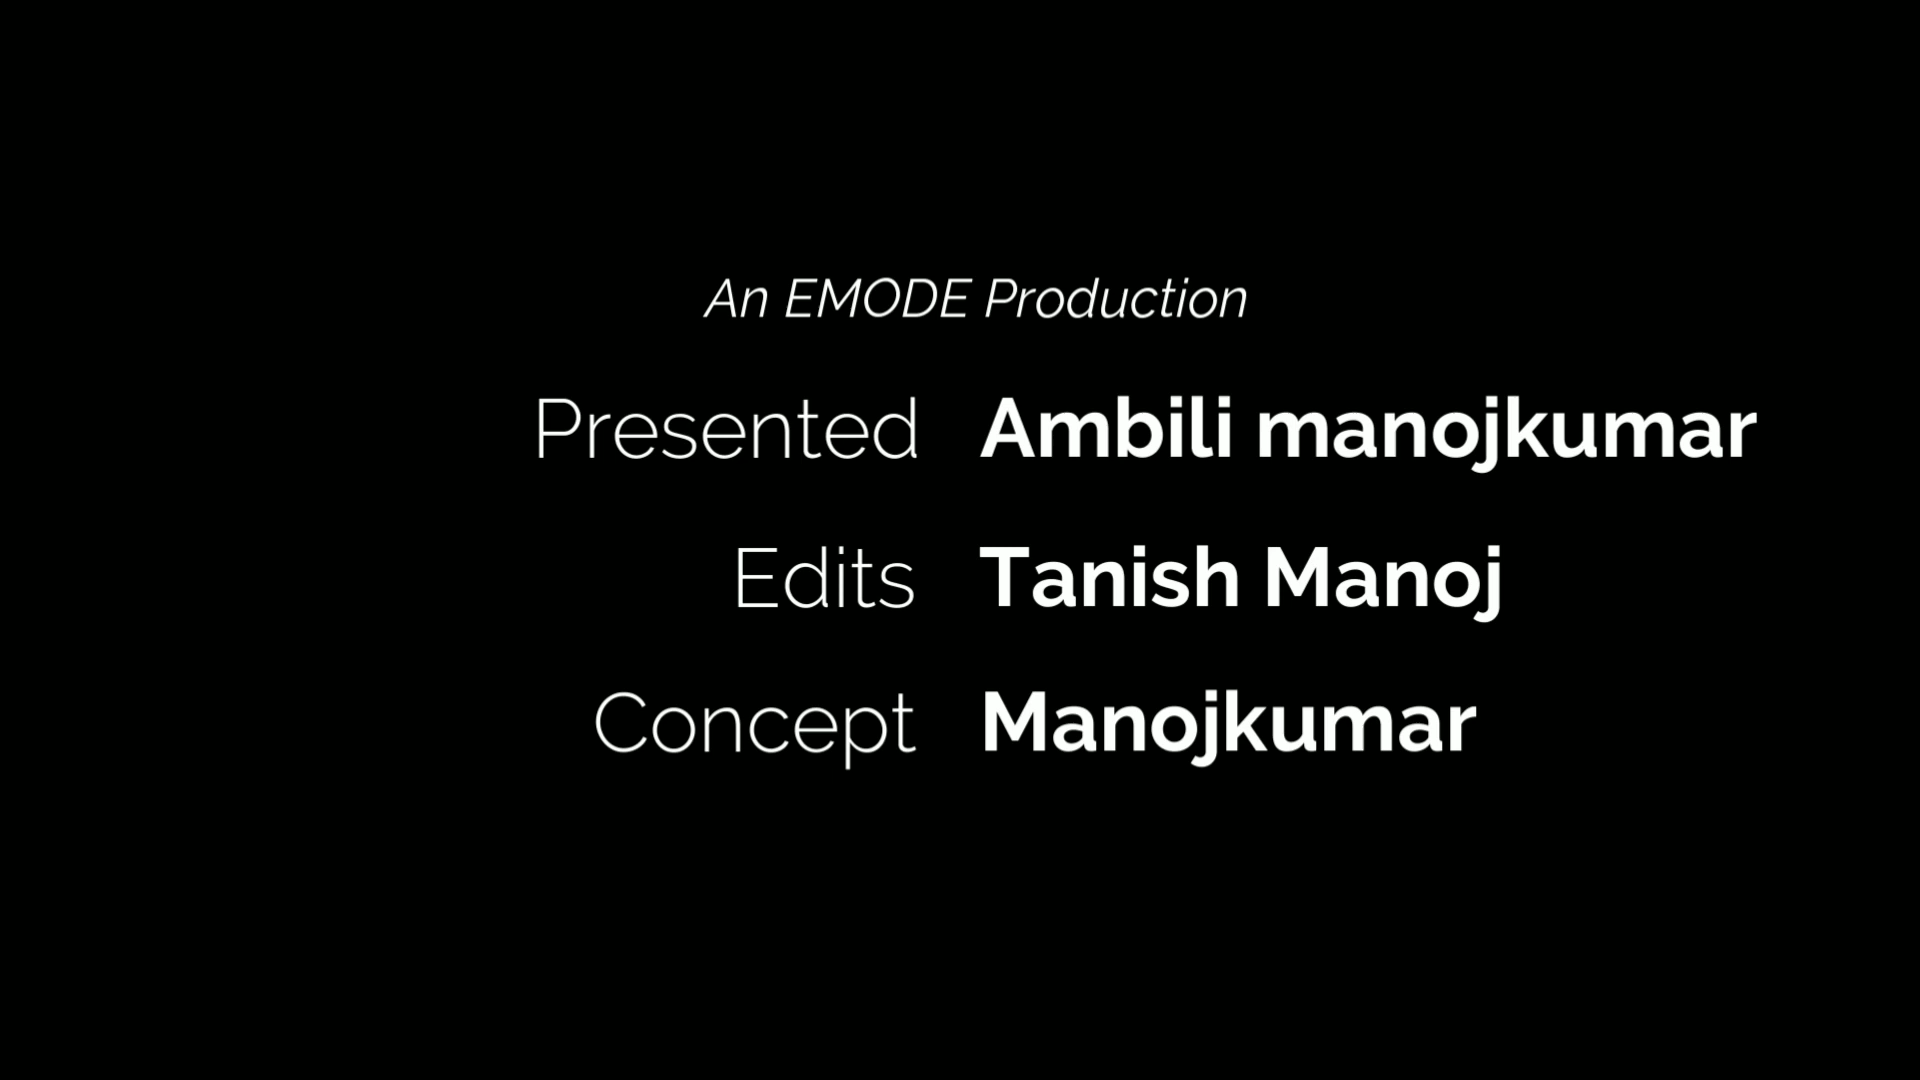 An EMODE Production
Presented Ambili manojkumar
Edits Tanish Manoj
Concept Manojkumar